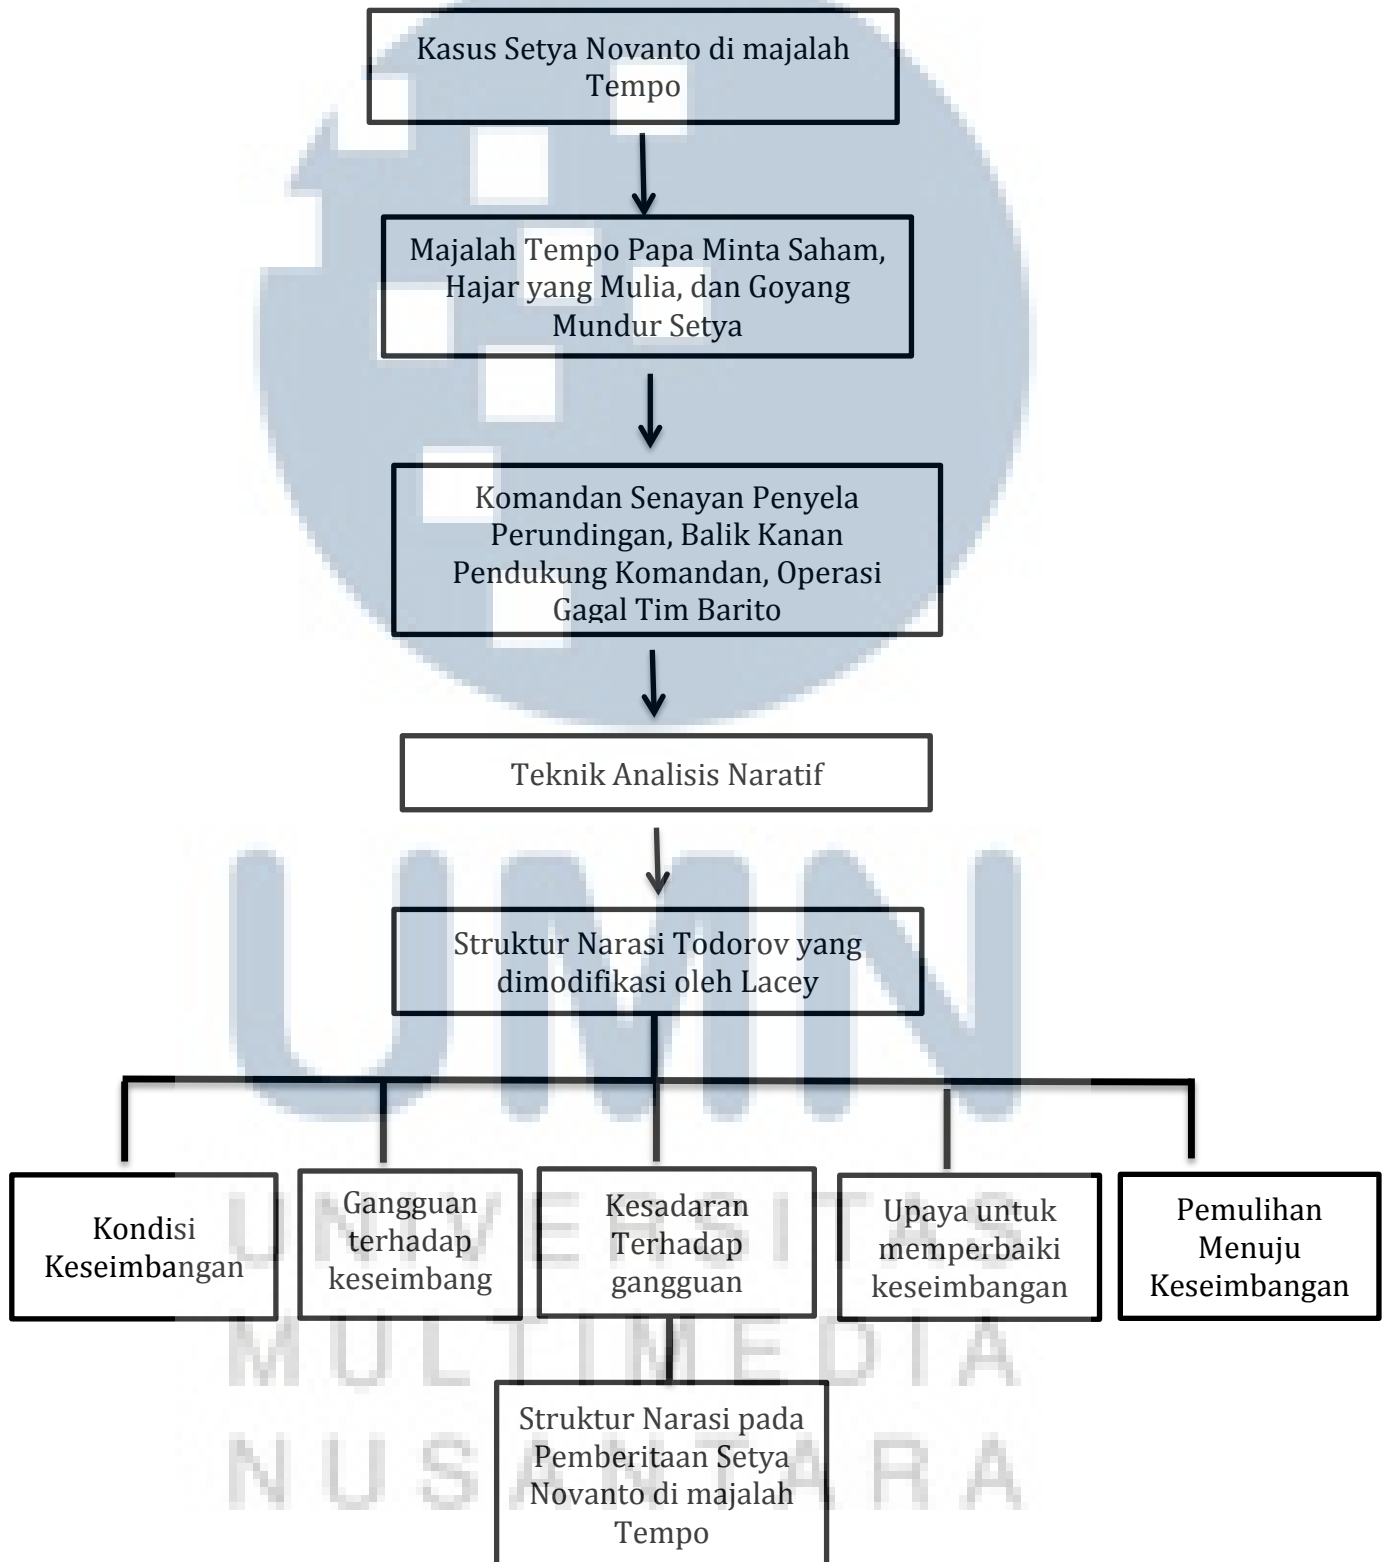 Kasus Setya Novanto di majalah
Tempo
Majalah Tempo Papa Minta Saham,
Hajar yang Mulia, dan Goyang
Mundur Setya
Komandan Senayan Penyela
Perundingan, Balik Kanan
Pendukung Komandan, Operasi
Gagal Tim Barito
Teknik Analisis Naratif
Struktur Narasi Todorov yang
dimodifikasi oleh Lacey
Kondisi
Keseimbangan
Gangguan
terhadap
keseimbang
Kesadaran
Terhadap
gangguan
Upaya untuk
memperbaiki
keseimbangan
Pemulihan
Menuju
Keseimbangan
Struktur Narasi pada
Pemberitaan Setya
Novanto di majalah
Tempo
UMN
UNIVERSITAS
MULTIMEDIA
NUSANTARA